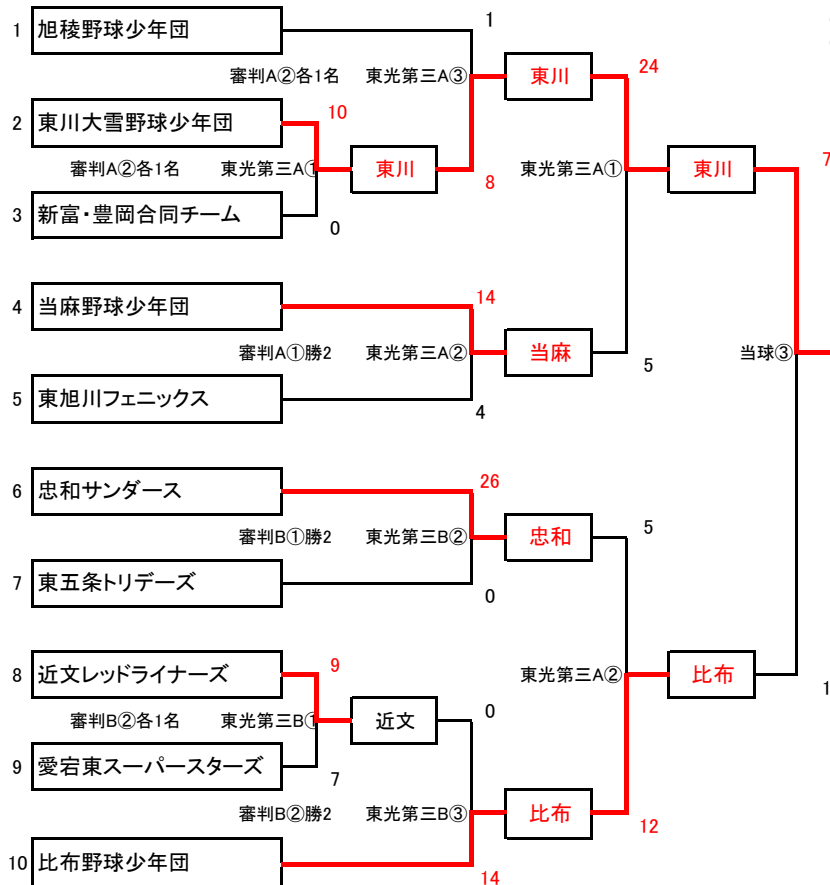 1
1 旭稜野球少年団
審判A②各1名 東光第三A③ 東川 24
2 東川大雪野球少年団 10
審判A②各1名 東光第三A① 東川 8 東光第三A① 東川 7
3 新富・豊岡合同チーム 0
4 当麻野球少年団 14
審判A①勝2 東光第三A② 当麻 5 当球③
5 東旭川フェニックス 4
6 忠和サンダース 26
審判B①勝2 東光第三B② 忠和 5
7 東五条トリデーズ 0
8 近文レッドライナーズ 9 東光第三A② 比布 1
審判B②各1名 東光第三B① 近文 0
9 愛宕東スーパースターズ 7
審判B②勝2 東光第三B③ 比布 12
10 比布野球少年団 14